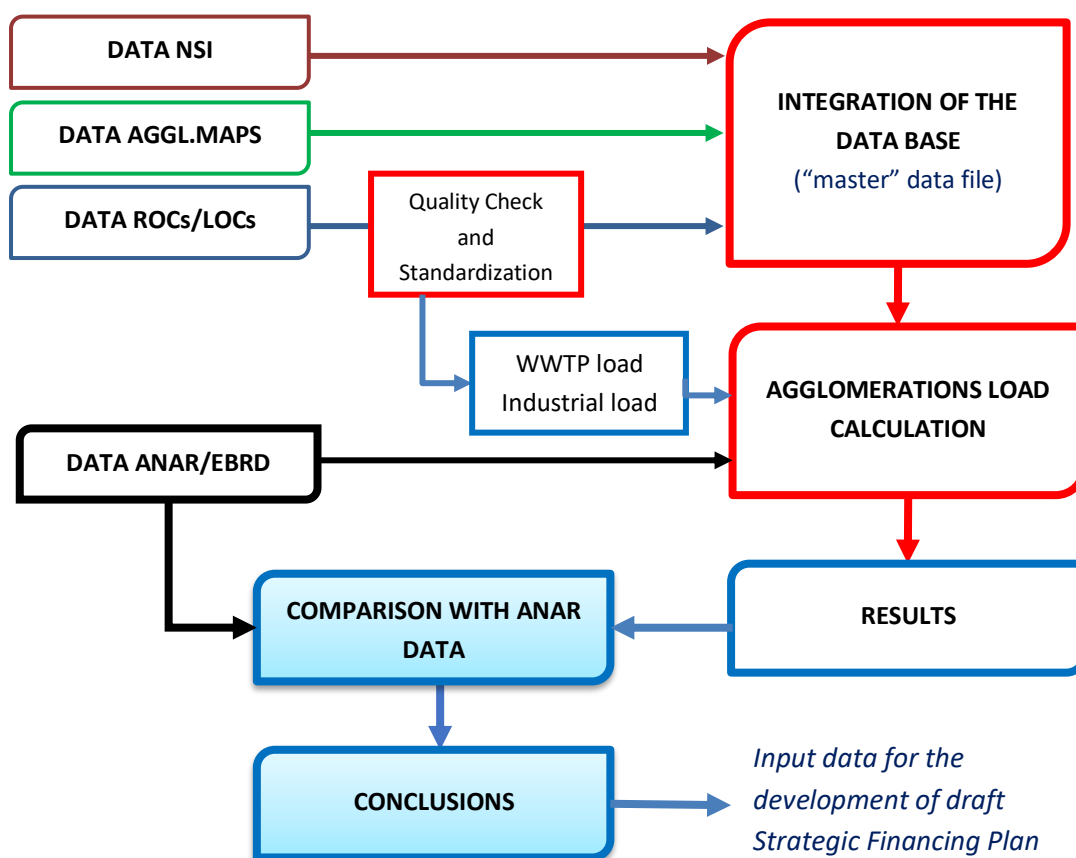 DATA NSI
DATA AGGL.MAPS
DATA ROCs/LOCs
Quality Check
and
Standardization
INTEGRATION OF THE
DATA BASE
(“master” data file)
WWTP load
Industrial load
AGGLOMERATIONS LOAD
CALCULATION
DATA ANAR/EBRD
COMPARISON WITH ANAR
DATA
RESULTS
CONCLUSIONS
Input data for the
development of draft
Strategic Financing Plan